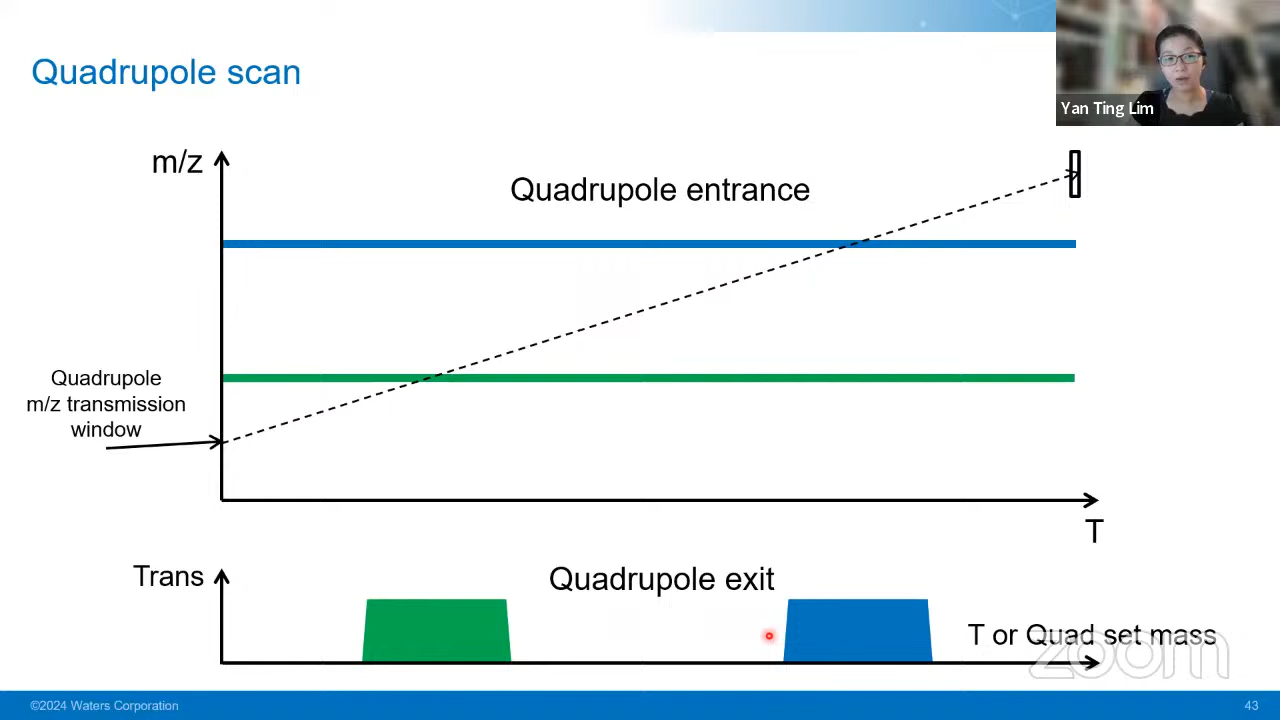 Quadrupole scan
Yan Ting Lim
m/z
Quadrupole entrance
Quadrupole
m/z transmission
window
T
Trans
Quadrupole exit
T or Quad set mass
zoom
©2024 Waters Corporation
43